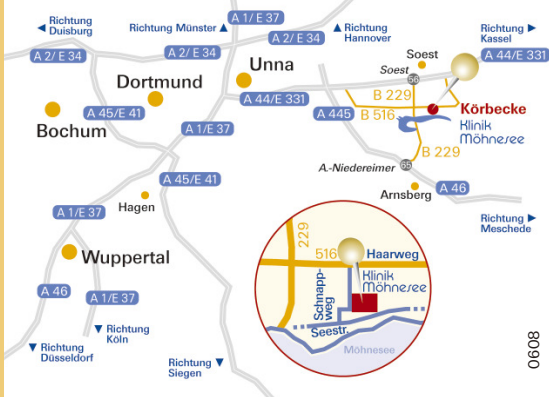 Richtung
Duisburg
Richtung Münster
A 1/ E 37
Richtung
Hannover
Richtung
Kassel
A 2/ E 34
A 2/ E 34
A 2/ E 34
A 44/E 331
Unna
Soest
Soest
56
Dortmund
A 44/E 331
B 229
Körbecke
A 45/E 41
A 445
B 516
Klinik
Möhnesee
Bochum
A 1/E 37
B 229
A.-Niedereimer
65
A 45/E 41
A 46
Arnsberg
Hagen
A 1/E 37
Richtung
Meschede
229
516
Haarweg
Wuppertal
Klinik
Möhnesee
Schnapp-
weg
A 46
A 1/E 37
Seestr.
Richtung
Köln
Richtung
Düsseldorf
Möhnesee
Richtung
Siegen
0608